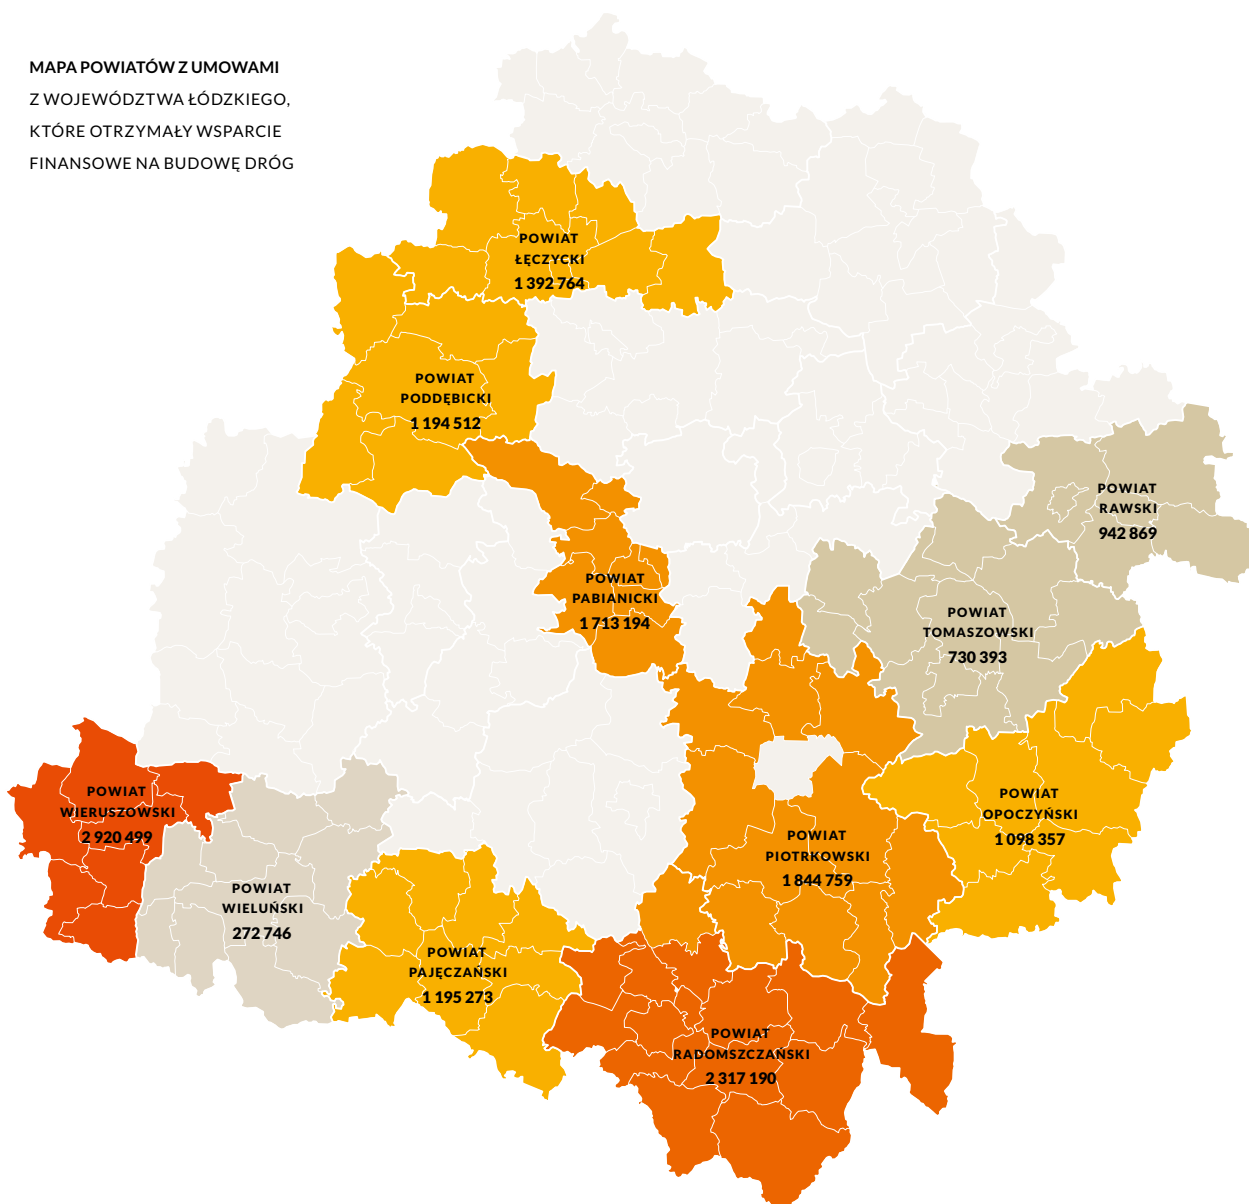 MAPA POWIATÓW Z UMOWAMI
Z WOJEWÓDZTWA ŁÓDZKIEGO,
KTÓRE OTRZYMAŁY WSPARCIE
FINANSOWE NA BUDOWĘ DRÓG
POWIAT
ŁĘCZYCKI
1 392 764
POWIAT
PODDĘBICKI
1 194 512
POWIAT
RAWSKI
942 869
POWIAT
PABIANICKI
1 713 194
POWIAT
TOMASZOWSKI
730 393
POWIAT
WIERUSZOWSKI
2 920 499
POWIAT
OPOCZYŃSKI
1 098 357
POWIAT
PIOTRKOWSKI
1 844 759
POWIAT
WIELUŃSKI
272 746
POWIAT
PAJĘCZAŃSKI
1 195 273
POWIAT
RADOMSZCZAŃSKI
2 317 190